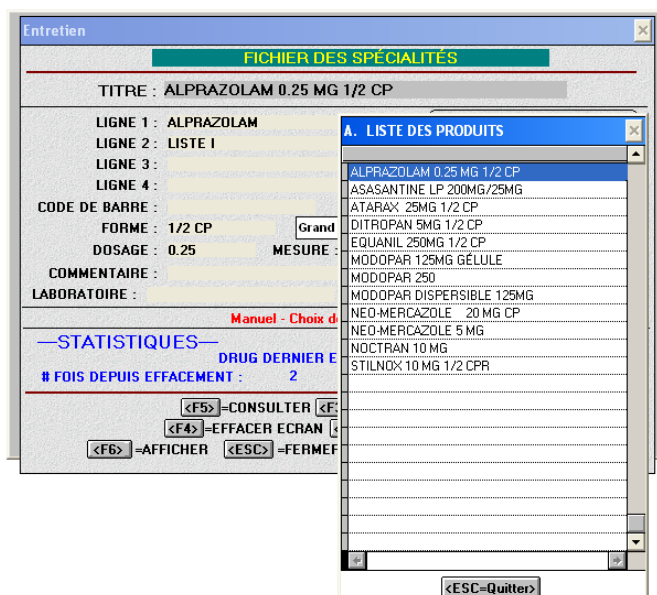 Entretien
FICHIER DES SPÉCIALITÉS
TITRE : ALPRAZOLAM 0.25 MG 1/2 CP
LIGNE 1 : ALPRAZOLAM
LIGNE 2 : LISTE I
LIGNE 3 :
LIGNE 4 :
CODE DE BARRE :
FORME : 1/2 CP Grand
DOSAGE : 0.25 MESURE :
COMMENTAIRE :
LABORATOIRE :
Manuel - Choix d
STATISTIQUES
DRUG DERNIER E
# FOIS DEPUIS EFFACEMENT : 2
<F5> =CONSULTER
<F4> =EFFACER ECRAN
<F6> =AFFICHER <ESC> =FERMER
A. LISTE DES PRODUITS
ALPRAZOLAM 0.25 MG 1/2 CP
ASASANTINE LP 200MG/25MG
ATARAX 25MG 1/2 CP
DITROPAN 5MG 1/2 CP
EQUANIL 250MG 1/2 CP
MODOPAR 125MG GÉLULE
MODOPAR 250
MODOPAR DISPERSIBLE 125MG
NEO-MERCAZOLE 20 MG CP
NEO-MERCAZOLE 5 MG
NOCTRAN 10 MG
STILNOX 10 MG 1/2 CPR
<ESC=Quitter>